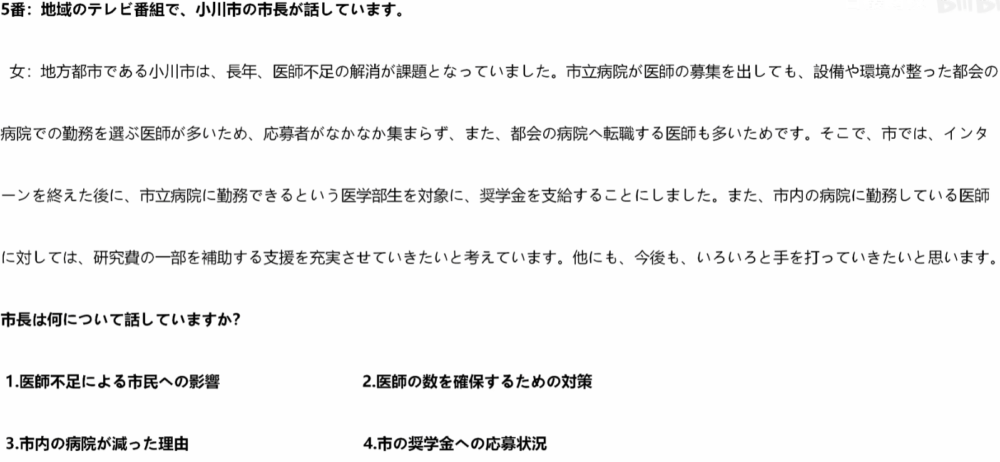 5番：地域のテレビ番組で、小川市の市長が話しています。
女：地方都市である小川市は、長年、医師不足の解消が課題となっていました。市立病院が医師の募集を出しても、設備や環境が整った都会の
病院での勤務を選ぶ医師が多いため、応募者がなかなか集まらず、また、都会の病院へ転職する医師も多いためです。そこで、市では、インタ
ーンを終えた後に、市立病院に勤務できるという医学部生を対象に、奨学金を支給することにしました。また、市内の病院に勤務している医師
に対しては、研究費の一部を補助する支援を充実させていきたいと考えています。他にも、今後も、いろいろと手を打っていきたいと思います。
市長は何について話していますか？
1.医師不足による市民への影響 2.医師の数を確保するための対策
3.市内の病院が減った理由 4.市の奨学金への応募状況